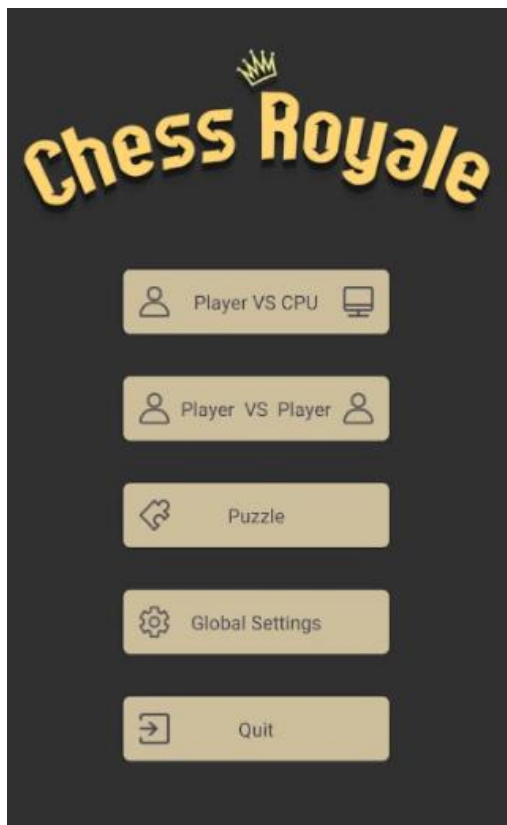 Chess Royale
Player VS CPU
Player VS Player
Puzzle
Global Settings
Quit